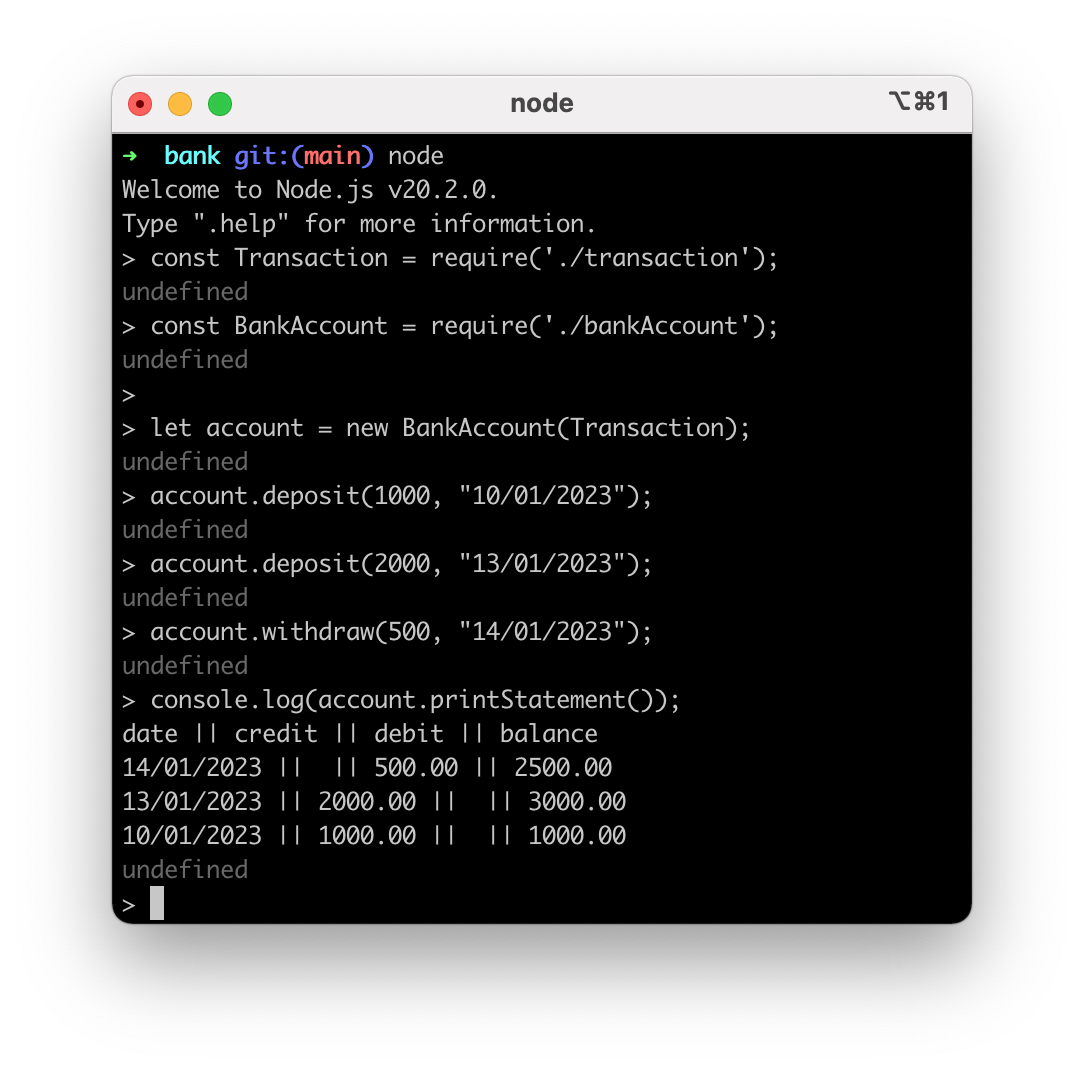 node
⌥⌘1
➜  bank git:(main) node
Welcome to Node.js v20.2.0.
Type ".help" for more information.
> const Transaction = require('./transaction');
undefined
> const BankAccount = require('./bankAccount');
undefined
>
> let account = new BankAccount(Transaction);
undefined
> account.deposit(1000, "10/01/2023");
undefined
> account.deposit(2000, "13/01/2023");
undefined
> account.withdraw(500, "14/01/2023");
undefined
> console.log(account.printStatement());
date || credit || debit || balance
14/01/2023 ||  || 500.00 || 2500.00
13/01/2023 || 2000.00 ||  || 3000.00
10/01/2023 || 1000.00 ||  || 1000.00
undefined
>